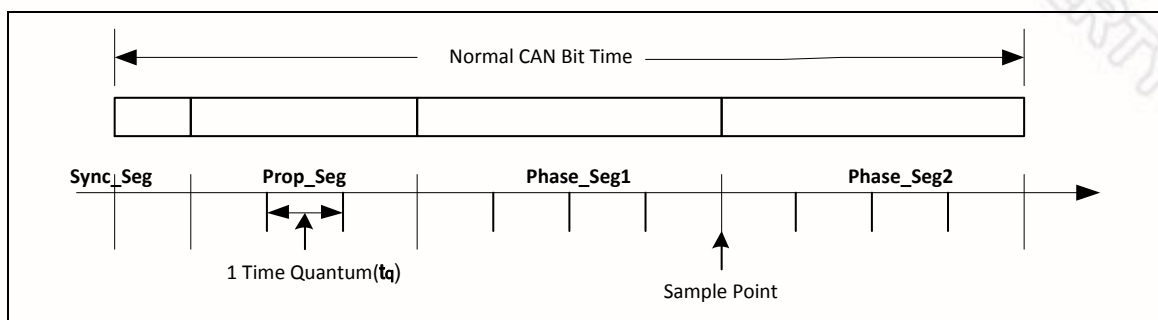 Normal CAN Bit Time
Sync_Seg Prop_Seg Phase_Seg1 Phase_Seg2
1 Time Quantum(tq)
Sample Point